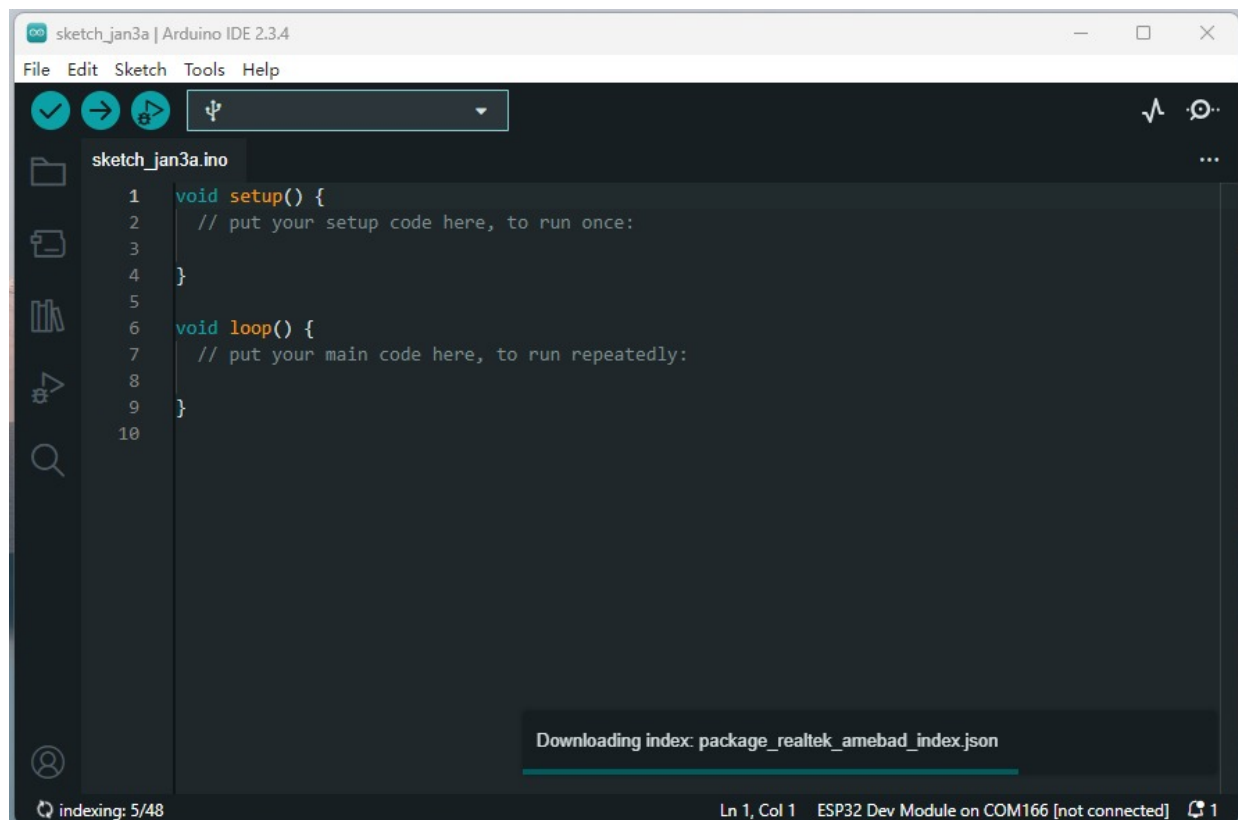 sketch_jan3a | Arduino IDE 2.3.4
File Edit Sketch Tools Help
sketch_jan3a.ino
1 void setup() {
2 // put your setup code here, to run once:
3
4 }
5
6 void loop() {
7 // put your main code here, to run repeatedly:
8
9 }
10
Downloading index: package_realtek_amebad_index.json
indexing: 5/48 Ln 1, Col 1 ESP32 Dev Module on COM166 [not connected] 1